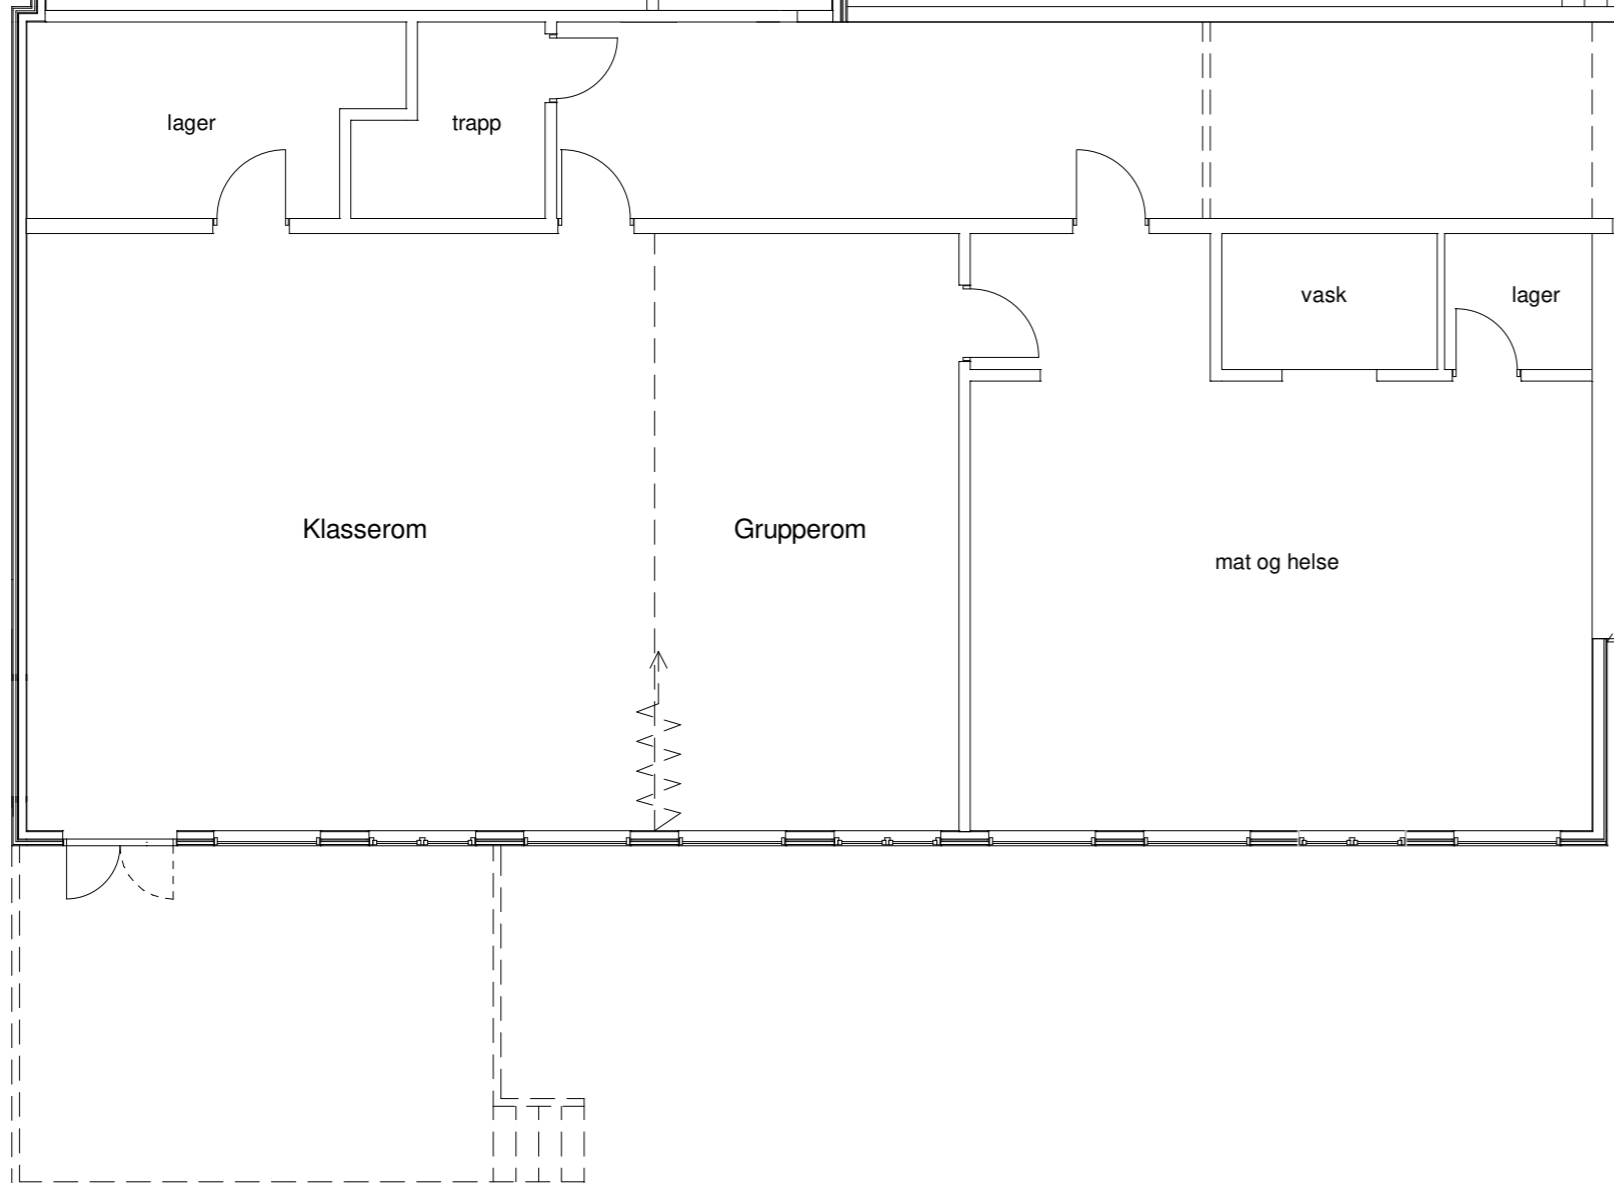 lager
trapp
vask
lager
Klasserom
Grupperom
mat og helse